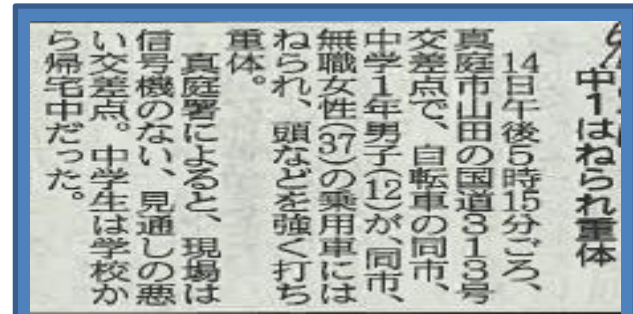 中1はねられ重体
14日午後5時15分ごろ、
真庭市山田の国道313号
交差点で、自転車の同市、
中学1年男子(12)が、同市、
無職女性(37)の乗用車には
ねられ、頭などを強く打ち
重体。
真庭署によると、現場は
信号機のない、見通しの悪
い交差点。中学生は学校か
ら帰宅中だった。